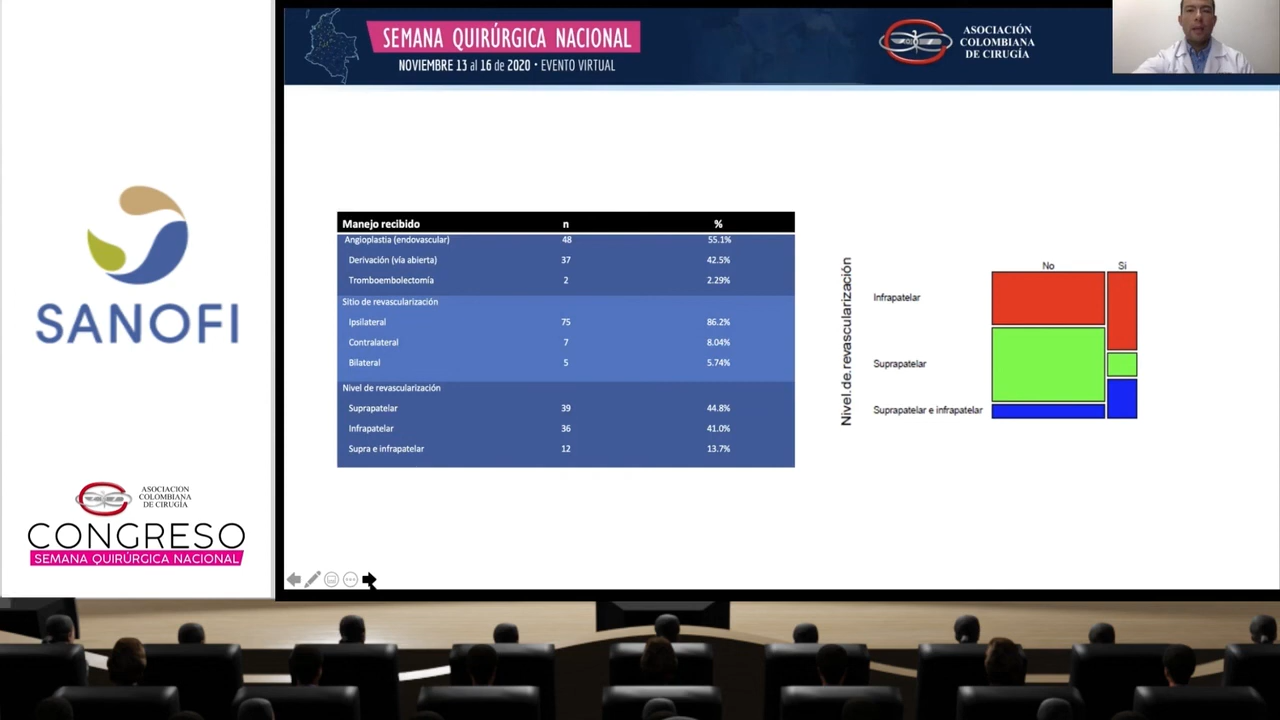 SEMANA QUIRÚRGICA NACIONAL
NOVIEMBRE 13 al 16 de 2020 • EVENTO VIRTUAL
ASOCIACIÓN
COLOMBIANA
DE CIRUGÍA
SANOFI
ASOCIACION
COLOMBIANA
DE CIRUGÍA
CONGRESO
SEMANA QUIRÚRGICA NACIONAL
Manejo recibido n %
Angioplastia (endovascular) 48 55.1%
Derivación (vía abierta) 37 42.5%
Tromboembolectomía 2 2.29%
Sitio de revascularización
Ipsilateral 75 86.2%
Contralateral 7 8.04%
Bilateral 5 5.74%
Nivel de revascularización
Suprapatelar 39 44.8%
Infrapatelar 36 41.0%
Supra e infrapatelar 12 13.7%
Nivel.de.revascularización
No Si
Infrapatelar
Suprapatelar
Suprapatelar e infrapatelar